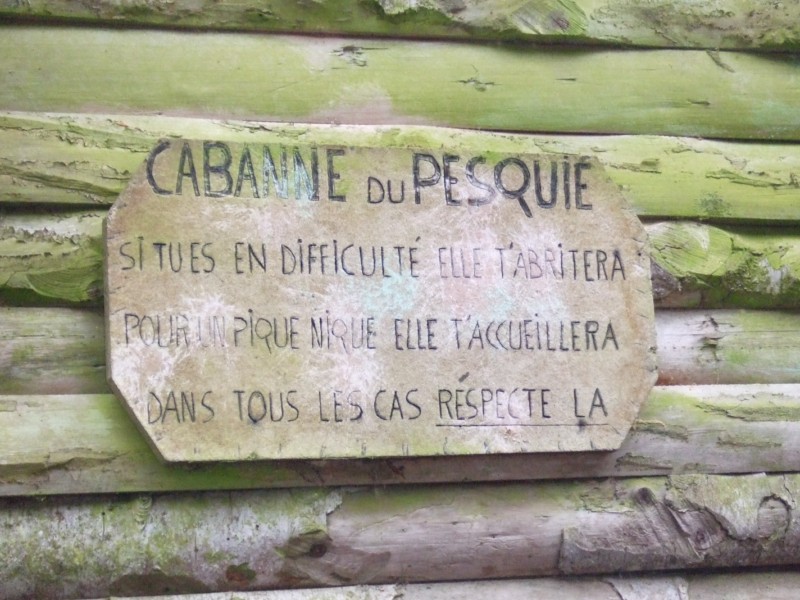 CABANNE DU PESQUIÉ
SI TU ES EN DIFFICULTÉ ELLE T'ABRITERA
POUR UN PIQUE NIQUE ELLE T'ACCUEILLERA
DANS TOUS LES CAS RÉSPECTE LA